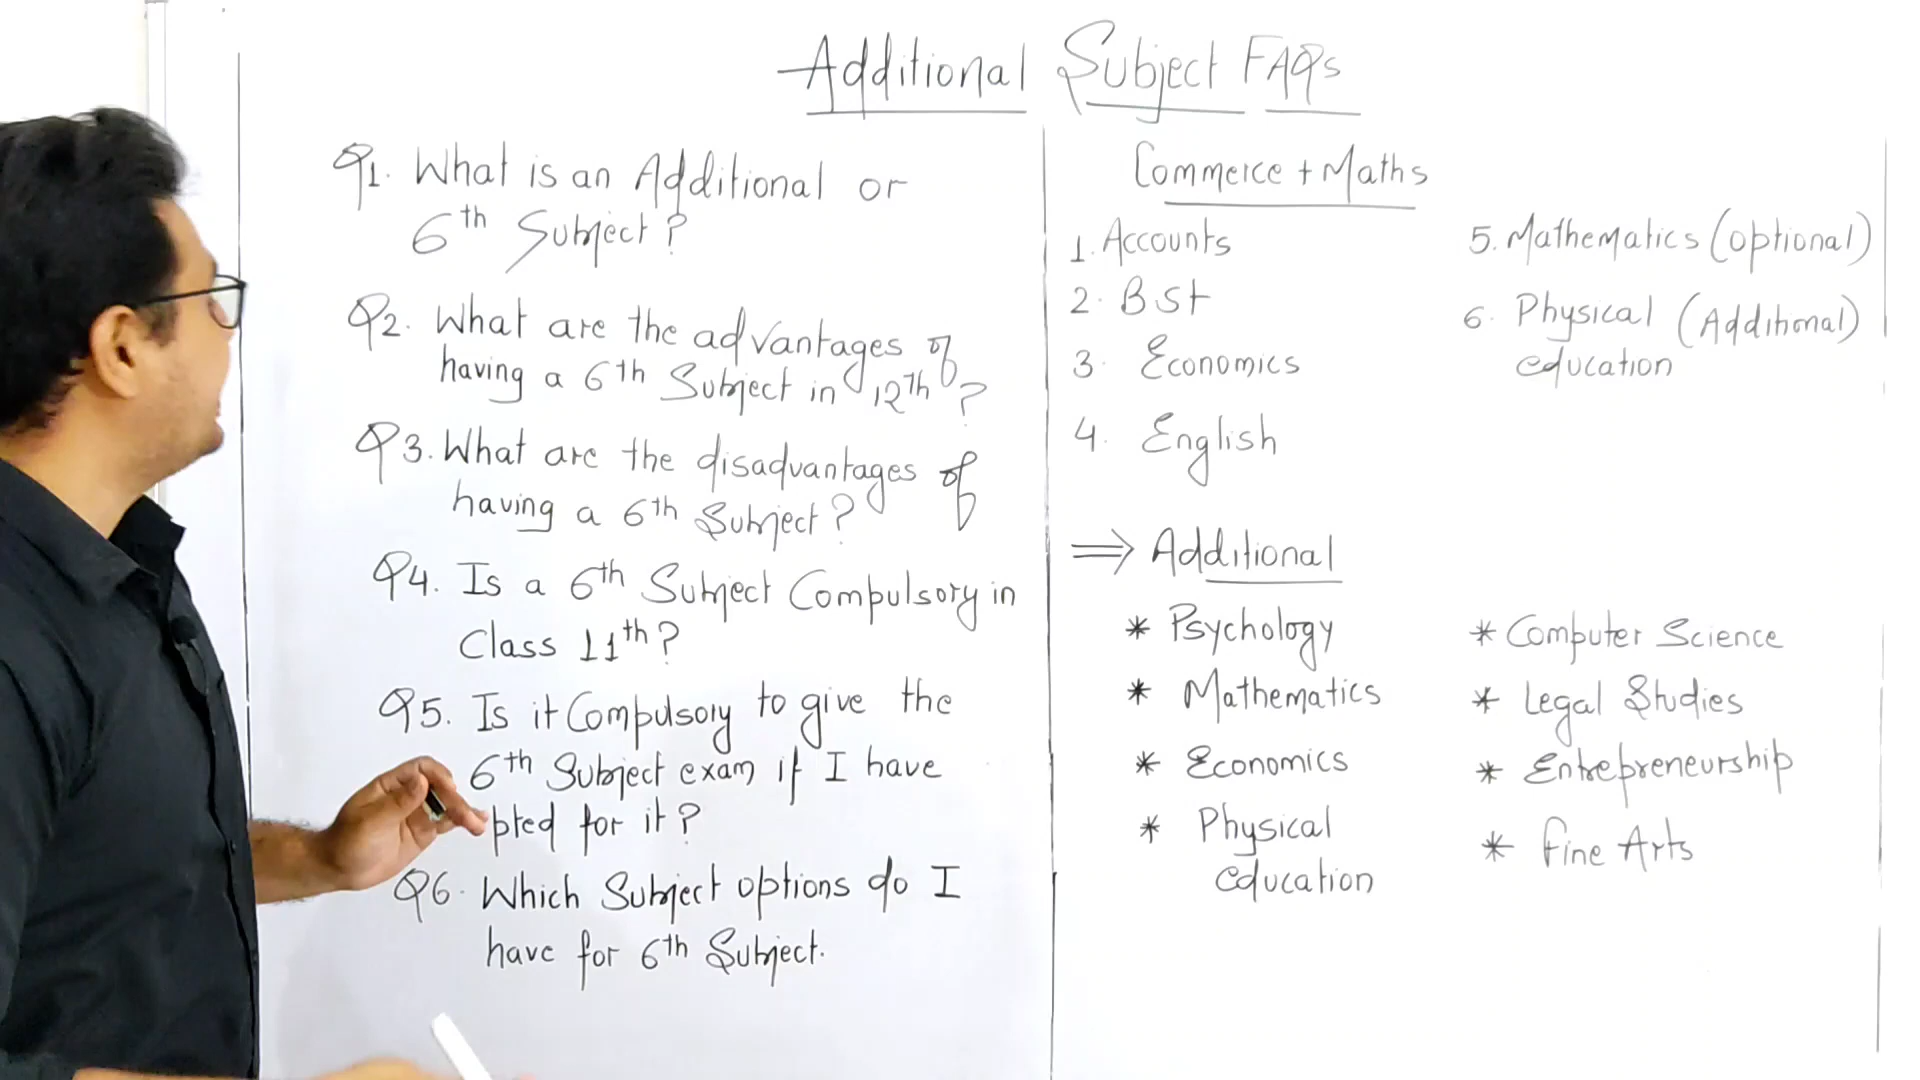 Additional Subject FAQs
Q1. What is an Additional or
6th Subject?
Q2. What are the advantages of
having a 6th Subject in 12th?
Q3. What are the disadvantages of
having a 6th Subject?
Q4. Is a 6th Subject Compulsory in
Class 11th?
Q5. Is it Compulsory to give the
6th Subject exam if I have
pted for it?
Q6. Which Subject options do I
have for 6th Subject.
Commerce + Maths
1. Accounts
2. BSt
3. Economics
4. English
5. Mathematics (optional)
6. Physical (Additional)
education
⇒ Additional
* Psychology
* Mathematics
* Economics
* Physical
education
* Computer Science
* Legal Studies
* Entrepreneurship
* Fine Arts